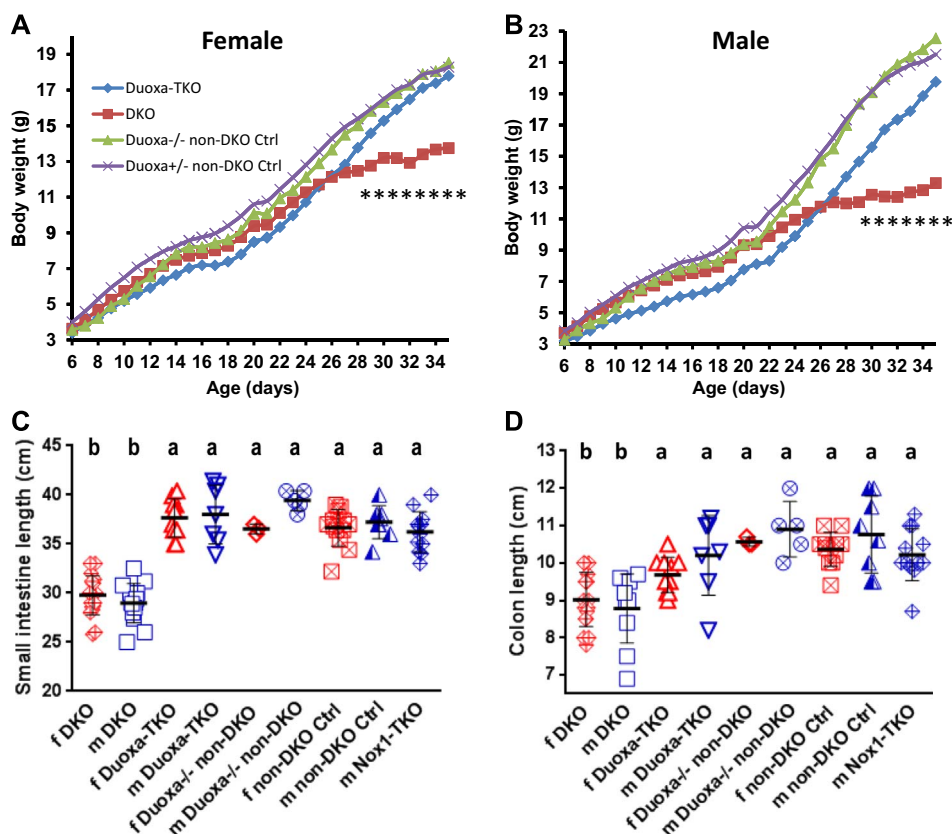 A
Female
Body weight (g)
19
17
15
13
11
9
7
5
3
Duoxa-TKO
DKO
Duoxa-/- non-DKO Ctrl
Duoxa+/- non-DKO Ctrl
********
6 8 10 12 14 16 18 20 22 24 26 28 30 32 34
Age (days)
B
Male
Body weight (g)
23
21
19
17
15
13
11
9
7
5
3
*******
6 8 10 12 14 16 18 20 22 24 26 28 30 32 34
Age (days)
C
Small intestine length (cm)
45
40
35
30
25
20
b b a a a a a a a
f DKO
m DKO
f Duoxa-TKO
m Duoxa-TKO
f Duoxa-/- non-DKO
m Duoxa-/- non-DKO
f non-DKO Ctrl
m non-DKO Ctrl
m Nox1-TKO
D
Colon length (cm)
13
12
11
10
9
8
7
b b a a a a a a a
f DKO
m DKO
f Duoxa-TKO
m Duoxa-TKO
f Duoxa-/- non-DKO
m Duoxa-/- non-DKO
f non-DKO Ctrl
m non-DKO Ctrl
m Nox1-TKO